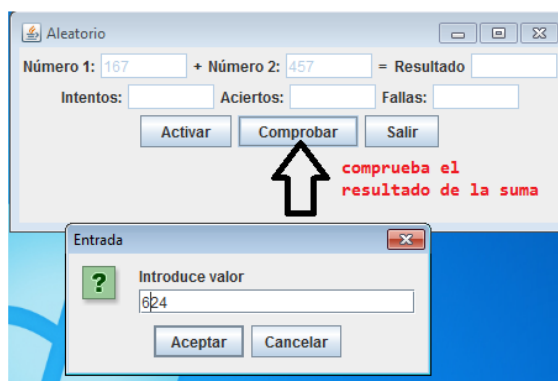 Aleatorio
Número 1: 167 + Número 2: 457 = Resultado
Intentos: Aciertos: Fallas:
Activar Comprobar Salir
comprueba el
resultado de la suma
Entrada
Introduce valor
624
Aceptar Cancelar